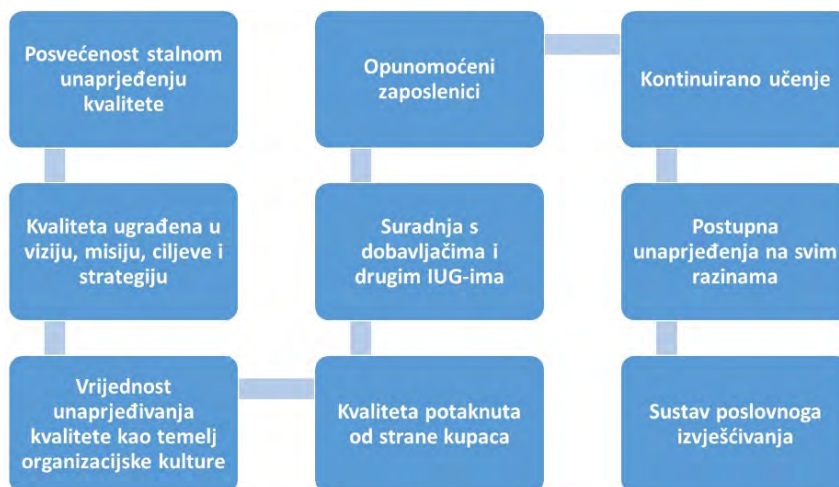 Posvećenost stalnom
unaprjeđenju
kvalitete
Kvaliteta ugrađena u
viziju, misiju, ciljeve i
strategiju
Vrijednost
unaprjeđivanja
kvalitete kao temelj
organizacijske kulture
Kvaliteta potaknuta
od strane kupaca
Suradnja s
dobavljačima i
drugim IUG-ima
Opunomoćeni
zaposlenici
Kontinuirano učenje
Postupna
unaprjeđenja na svim
razinama
Sustav poslovnoga
izvješćivanja